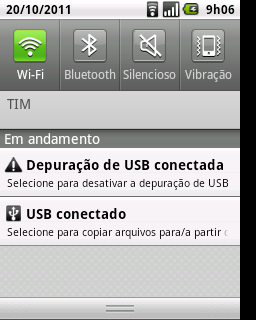 20/10/2011 9h06
Wi-Fi Bluetooth Silencioso Vibração
TIM
Em andamento
Depuração de USB conectada
Selecione para desativar a depuração de USB
USB conectado
Selecione para copiar arquivos para/a partir